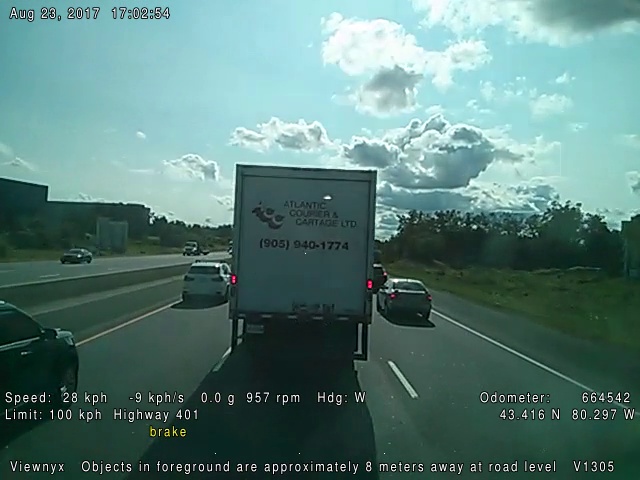 Aug 23, 2017 17:02:54
ATLANTIC
COURIER &
CARTAGE LTD.
(905) 940-1774
Speed: 28 kph -9 kph/s 0.0 g 957 rpm Hdg: W Odometer: 664542
Limit: 100 kph Highway 401 43.416 N 80.297 W
brake
Viewnyx Objects in foreground are approximately 8 meters away at road level V1305